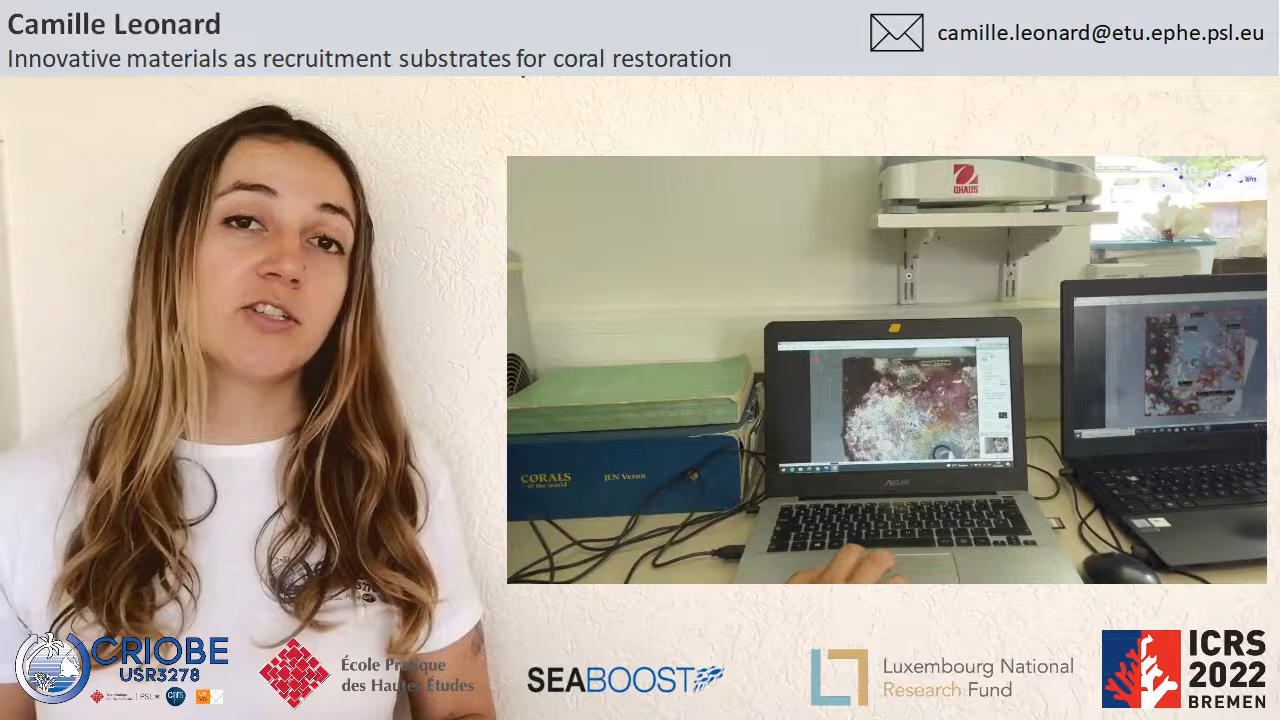 Camille Leonard
Innovative materials as recruitment substrates for coral restoration
camille.leonard@etu.ephe.psl.eu
OHAUS
CORALS
of the world
JEN Veron
ASUS
CRIOBE
USR3278
PSL
CNRS
École Pratique
des Hautes Études
SEABOOST
Luxembourg National
Research Fund
ICRS
2022
BREMEN